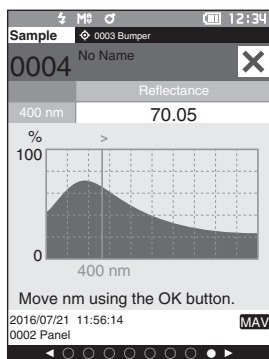 12:34
Sample 0003 Bumper
0004 No Name
Reflectance
400 nm 70.05
%
>
100
0
400 nm
Move nm using the OK button.
2016/07/21 11:56:14
0002 Panel
MAV